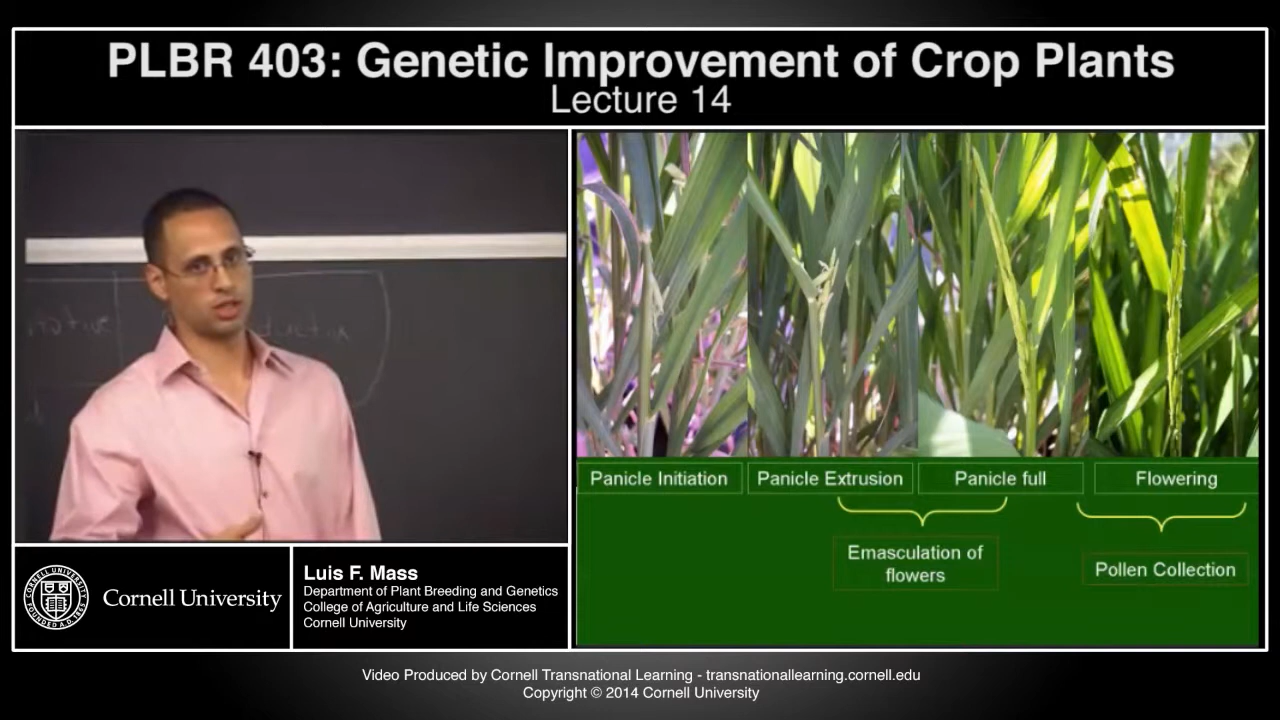 PLBR 403: Genetic Improvement of Crop Plants
Lecture 14
Panicle Initiation
Panicle Extrusion
Panicle full
Flowering
Emasculation of
flowers
Pollen Collection
Cornell University
Luis F. Mass
Department of Plant Breeding and Genetics
College of Agriculture and Life Sciences
Cornell University
Video Produced by Cornell Transnational Learning - transnationallearning.cornell.edu
Copyright © 2014 Cornell University